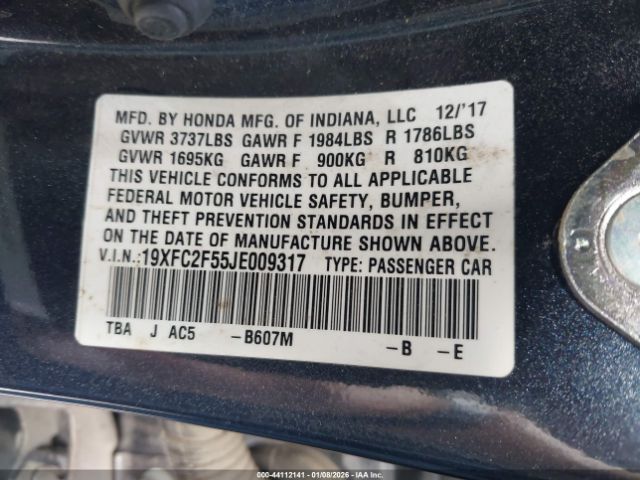 MFD. BY HONDA MFG. OF INDIANA, LLC 12/'17
GVWR 3737LBS GAWR F 1984LBS R 1786LBS
GVWR 1695KG GAWR F 900KG R 810KG
THIS VEHICLE CONFORMS TO ALL APPLICABLE
FEDERAL MOTOR VEHICLE SAFETY, BUMPER,
AND THEFT PREVENTION STANDARDS IN EFFECT
ON THE DATE OF MANUFACTURE SHOWN ABOVE.
V.I.N.:19XFC2F55JE009317 TYPE: PASSENGER CAR
TBA J AC5 -B607M -B -E
000-44112141 - 01/08/2026 - IAAI.COM